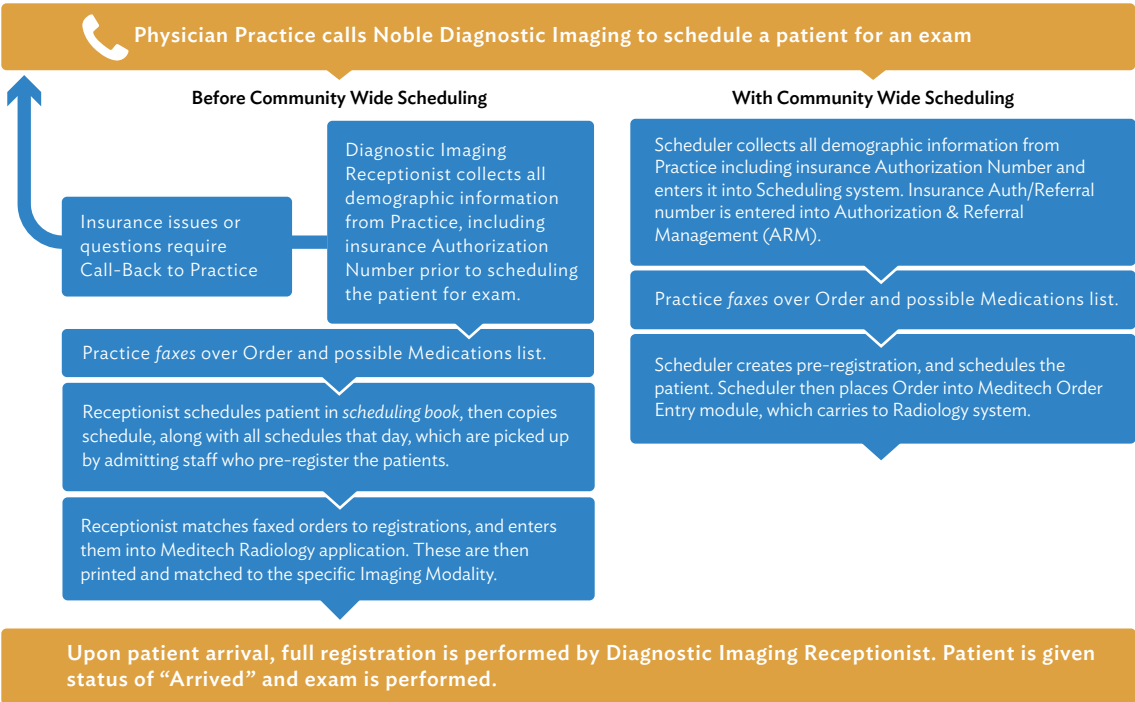 Physician Practice calls Noble Diagnostic Imaging to schedule a patient for an exam
Before Community Wide Scheduling
Diagnostic Imaging
Receptionist collects all
demographic information
from Practice, including
insurance Authorization
Number prior to scheduling
the patient for exam.
Insurance issues or
questions require
Call-Back to Practice
Practice faxes over Order and possible Medications list.
Receptionist schedules patient in scheduling book, then copies
schedule, along with all schedules that day, which are picked up
by admitting staff who pre-register the patients.
Receptionist matches faxed orders to registrations, and enters
them into Meditech Radiology application. These are then
printed and matched to the specific Imaging Modality.
With Community Wide Scheduling
Scheduler collects all demographic information from
Practice including insurance Authorization Number and
enters it into Scheduling system. Insurance Auth/Referral
number is entered into Authorization & Referral
Management (ARM).
Practice faxes over Order and possible Medications list.
Scheduler creates pre-registration, and schedules the
patient. Scheduler then places Order into Meditech Order
Entry module, which carries to Radiology system.
Upon patient arrival, full registration is performed by Diagnostic Imaging Receptionist. Patient is given
status of “Arrived” and exam is performed.